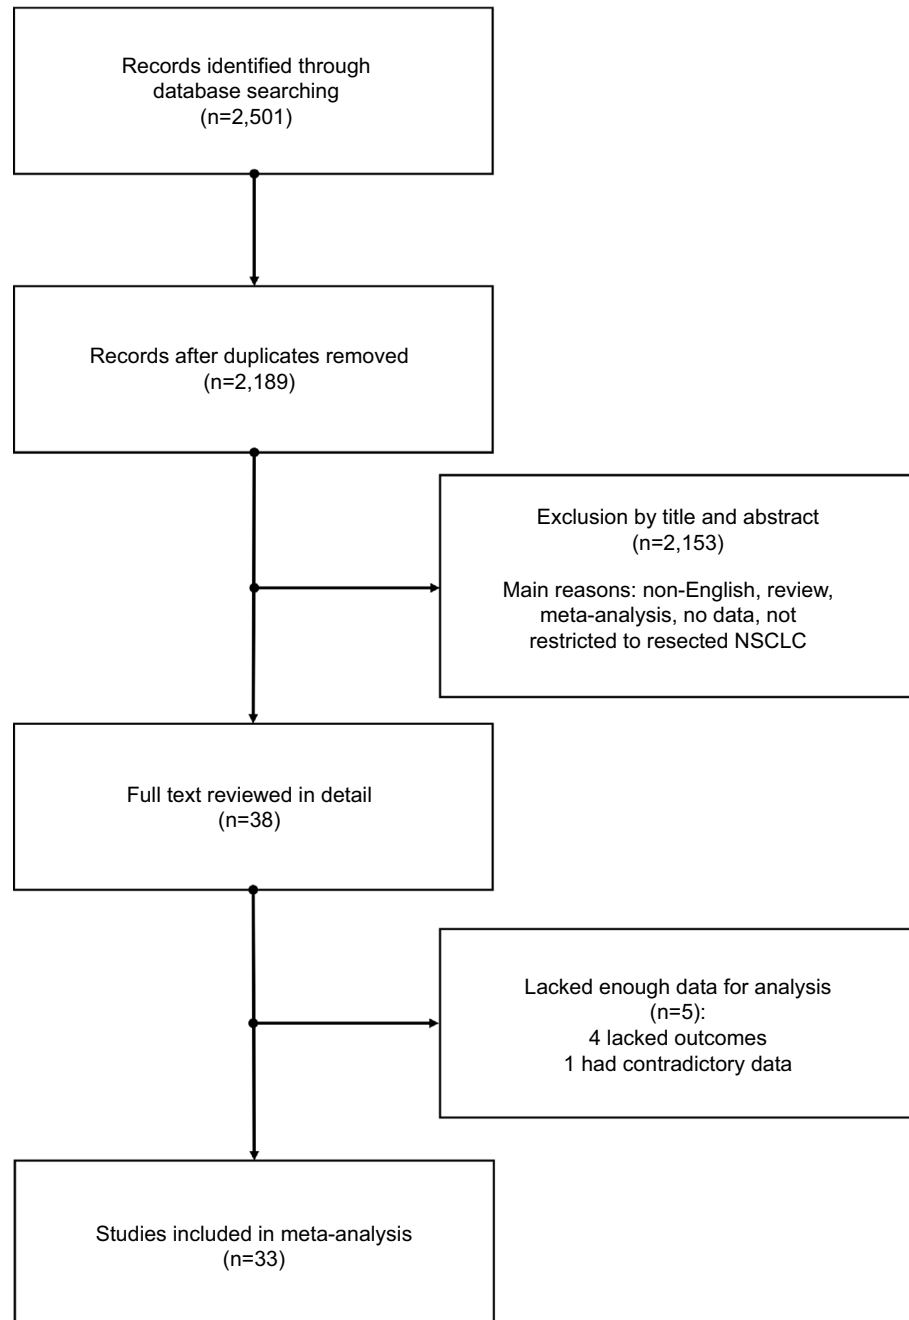 Records identified through
database searching
(n=2,501)
Records after duplicates removed
(n=2,189)
Exclusion by title and abstract
(n=2,153)
Main reasons: non-English, review,
meta-analysis, no data, not
restricted to resected NSCLC
Full text reviewed in detail
(n=38)
Lacked enough data for analysis
(n=5):
4 lacked outcomes
1 had contradictory data
Studies included in meta-analysis
(n=33)